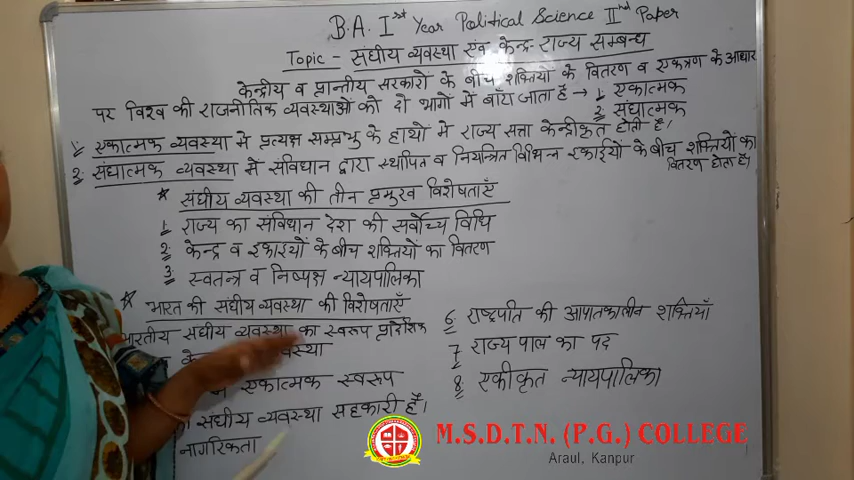 B.A. Ist Year Political Science IInd Paper
Topic - संघीय व्यवस्था एवं केन्द्र-राज्य सम्बन्ध
केन्द्रीय व प्रान्तीय सरकारों के बीच शक्तियों के वितरण व एकत्रण के आधार
पर विश्व की राजनीतिक व्यवस्थाओं को दो भागों में बाँटा जाता है → 1. एकात्मक
2. संघात्मक
1. एकात्मक व्यवस्था में प्रत्यक्ष सम्प्रभु के हाथों में राज्य सत्ता केन्द्रीकृत होती है।
2. संघात्मक व्यवस्था में संविधान द्वारा स्थापित व नियन्त्रित विभिन्न इकाईयों के बीच शक्तियों का
वितरण होता है।
* संघीय व्यवस्था की तीन प्रमुख विशेषताएँ
1. राज्य का संविधान देश की सर्वोच्च विधि
2. केन्द्र व इकाईयों के बीच शक्तियों का वितरण
3. स्वतन्त्र व निष्पक्ष न्यायपालिका
* भारत की संघीय व्यवस्था की विशेषताएँ
भारतीय संघीय व्यवस्था का स्वरूप प्रादेशिक
एकात्मक स्वरूप
संघीय व्यवस्था सहकारी है।
नागरिकता
6. राष्ट्रपति की आपातकालीन शक्तियाँ
7. राज्य पाल का पद
8. एकीकृत न्यायपालिका
M.S.D.T.N. (P.G.) COLLEGE
Araul, Kanpur